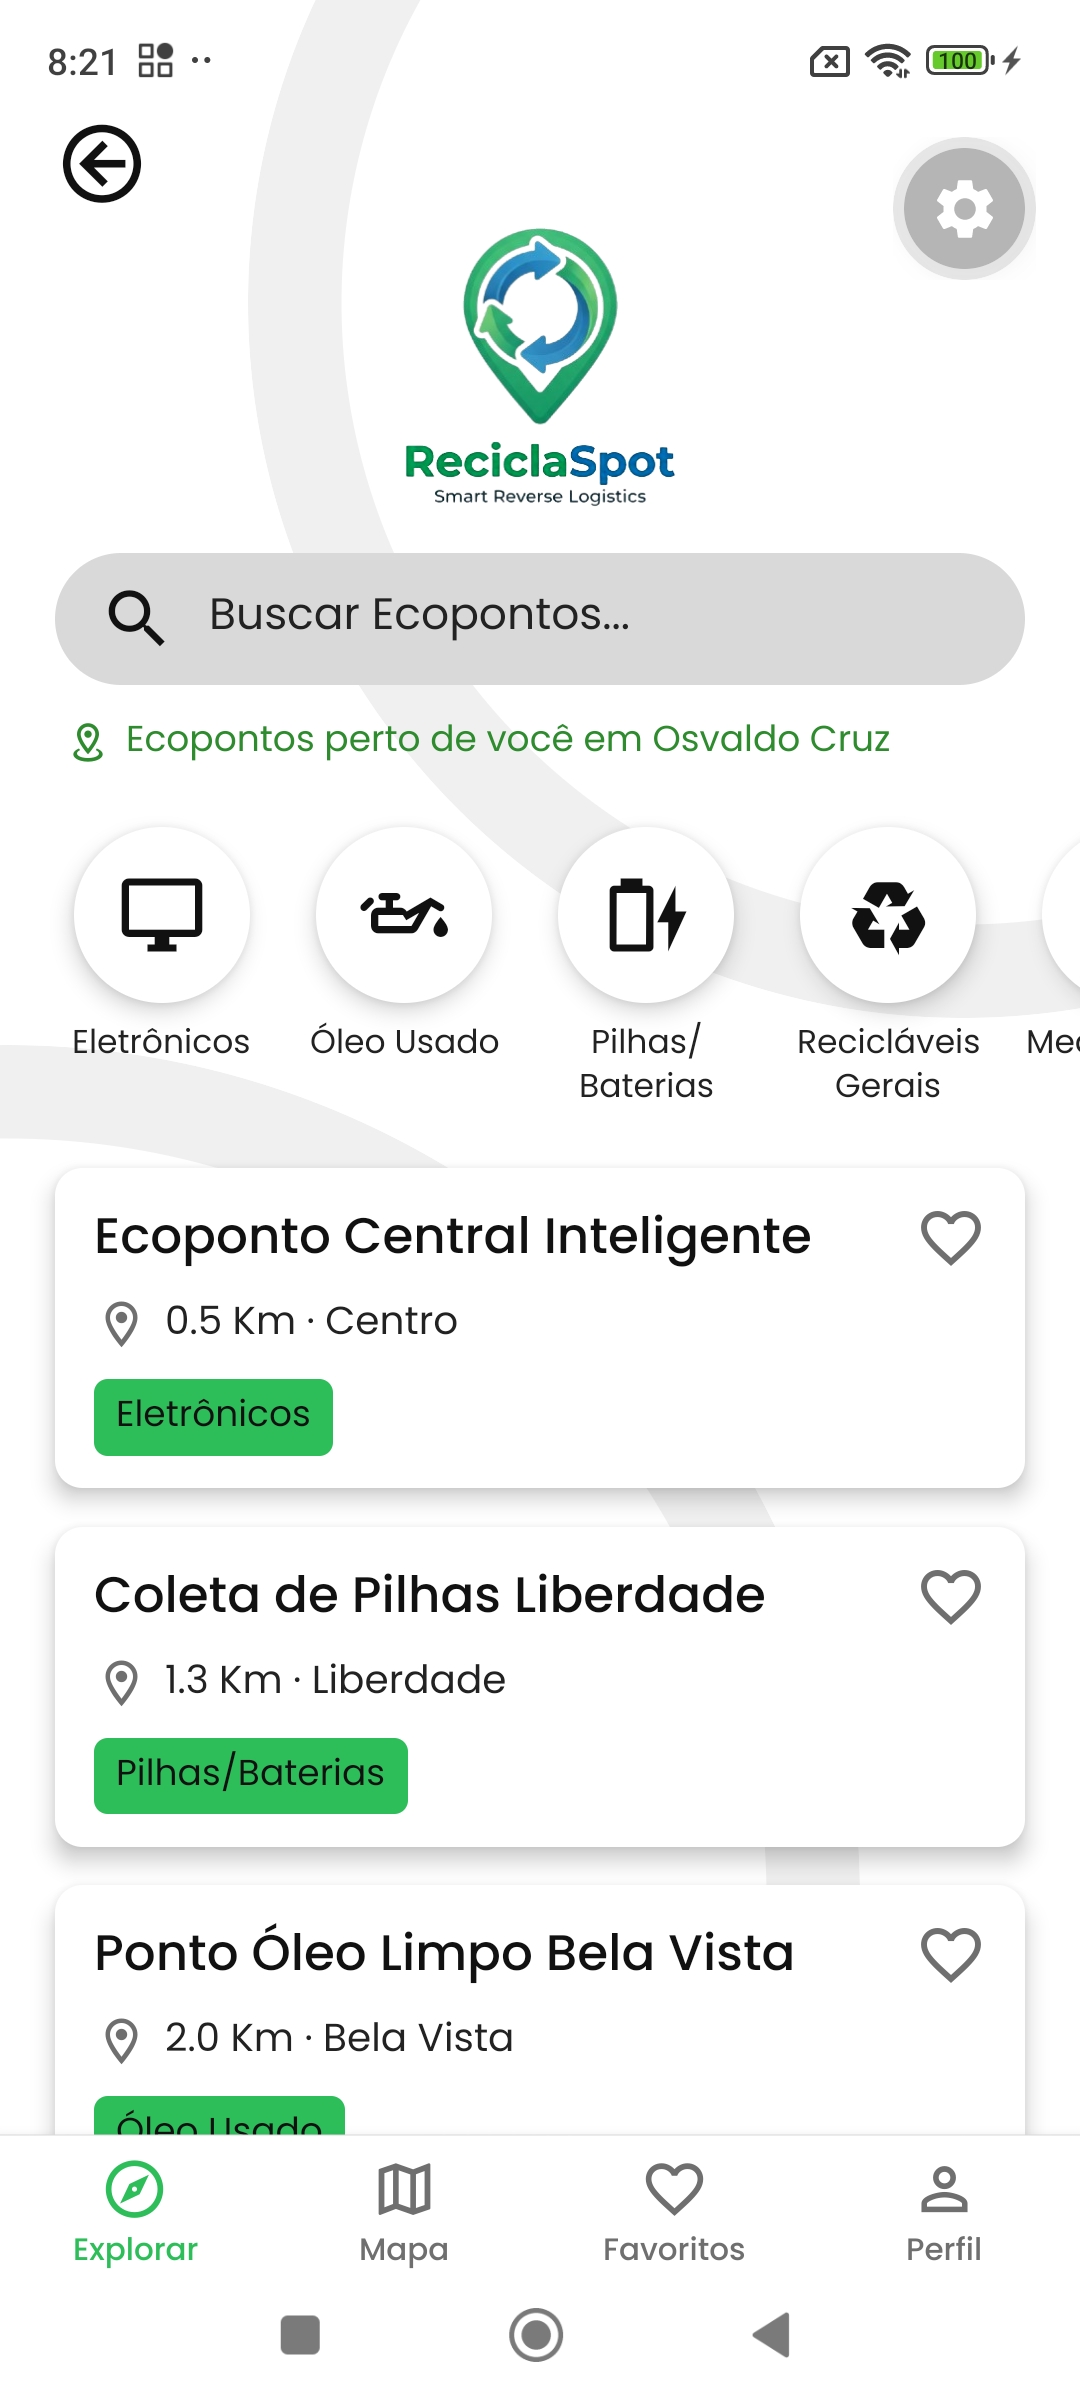 8:21
100
ReciclaSpot
Smart Reverse Logistics
Buscar Ecopontos...
Ecopontos perto de você em Osvaldo Cruz
Eletrônicos
Óleo Usado
Pilhas/
Baterias
Recicláveis
Gerais
Ecoponto Central Inteligente
0.5 Km · Centro
Eletrônicos
Coleta de Pilhas Liberdade
1.3 Km · Liberdade
Pilhas/Baterias
Ponto Óleo Limpo Bela Vista
2.0 Km · Bela Vista
Óleo Usado
Explorar
Mapa
Favoritos
Perfil